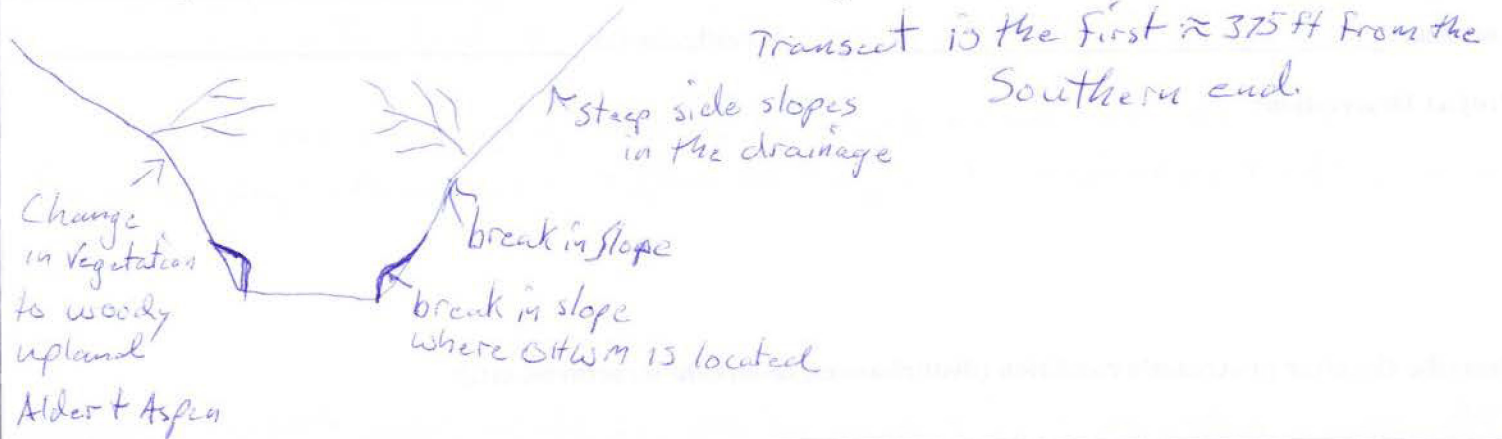 Transect is the first ≈ 375 ft from the
Southern end.
steep side slopes
in the drainage
Change
in Vegetation
to woody
upland
Alder + Aspen
break in slope
break in slope
where OHWM is located